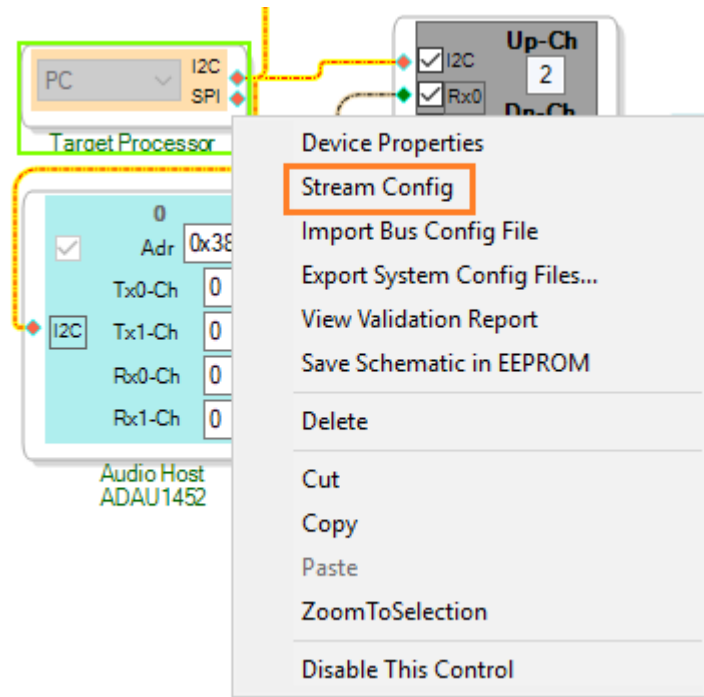 PC
I2C
SPI
Target Processor
Up-Ch
I2C
2
Rx0
Dn-Ch
0
Adr 0x38
I2C
Tx0-Ch 0
Tx1-Ch 0
Rx0-Ch 0
Rx1-Ch 0
Audio Host
ADAU1452
Device Properties
Stream Config
Import Bus Config File
Export System Config Files...
View Validation Report
Save Schematic in EEPROM
Delete
Cut
Copy
Paste
ZoomToSelection
Disable This Control